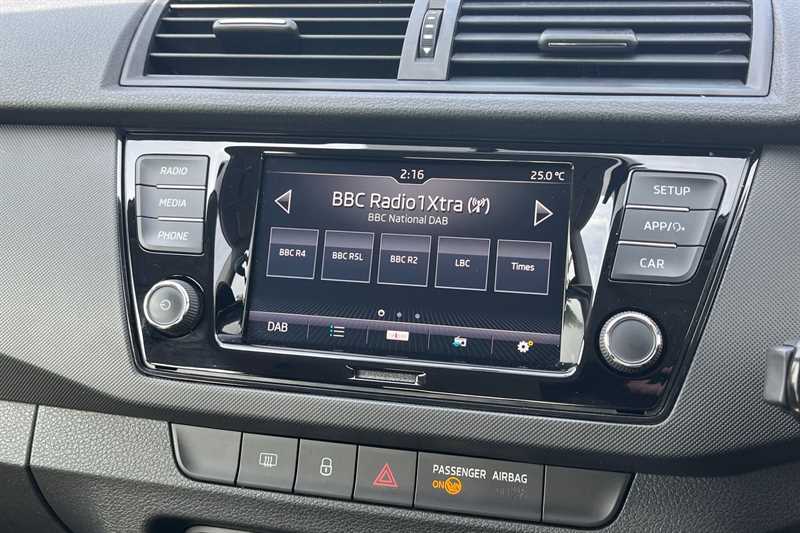 RADIO
MEDIA
PHONE
2:16
25.0 °C
BBC Radio1Xtra
BBC National DAB
BBC R4
BBC R5L
BBC R2
LBC
Times
DAB
SETUP
APP/
CAR
PASSENGER AIRBAG
ON